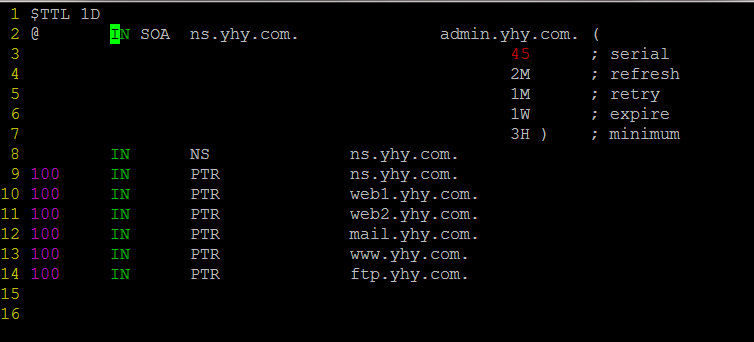 1 $TTL 1D
2 @ IN SOA ns.yhy.com. admin.yhy.com. (
3 45 ; serial
4 2M ; refresh
5 1M ; retry
6 1W ; expire
7 3H ) ; minimum
8 IN NS ns.yhy.com.
9 100 IN PTR ns.yhy.com.
10 100 IN PTR web1.yhy.com.
11 100 IN PTR web2.yhy.com.
12 100 IN PTR mail.yhy.com.
13 100 IN PTR www.yhy.com.
14 100 IN PTR ftp.yhy.com.
15
16